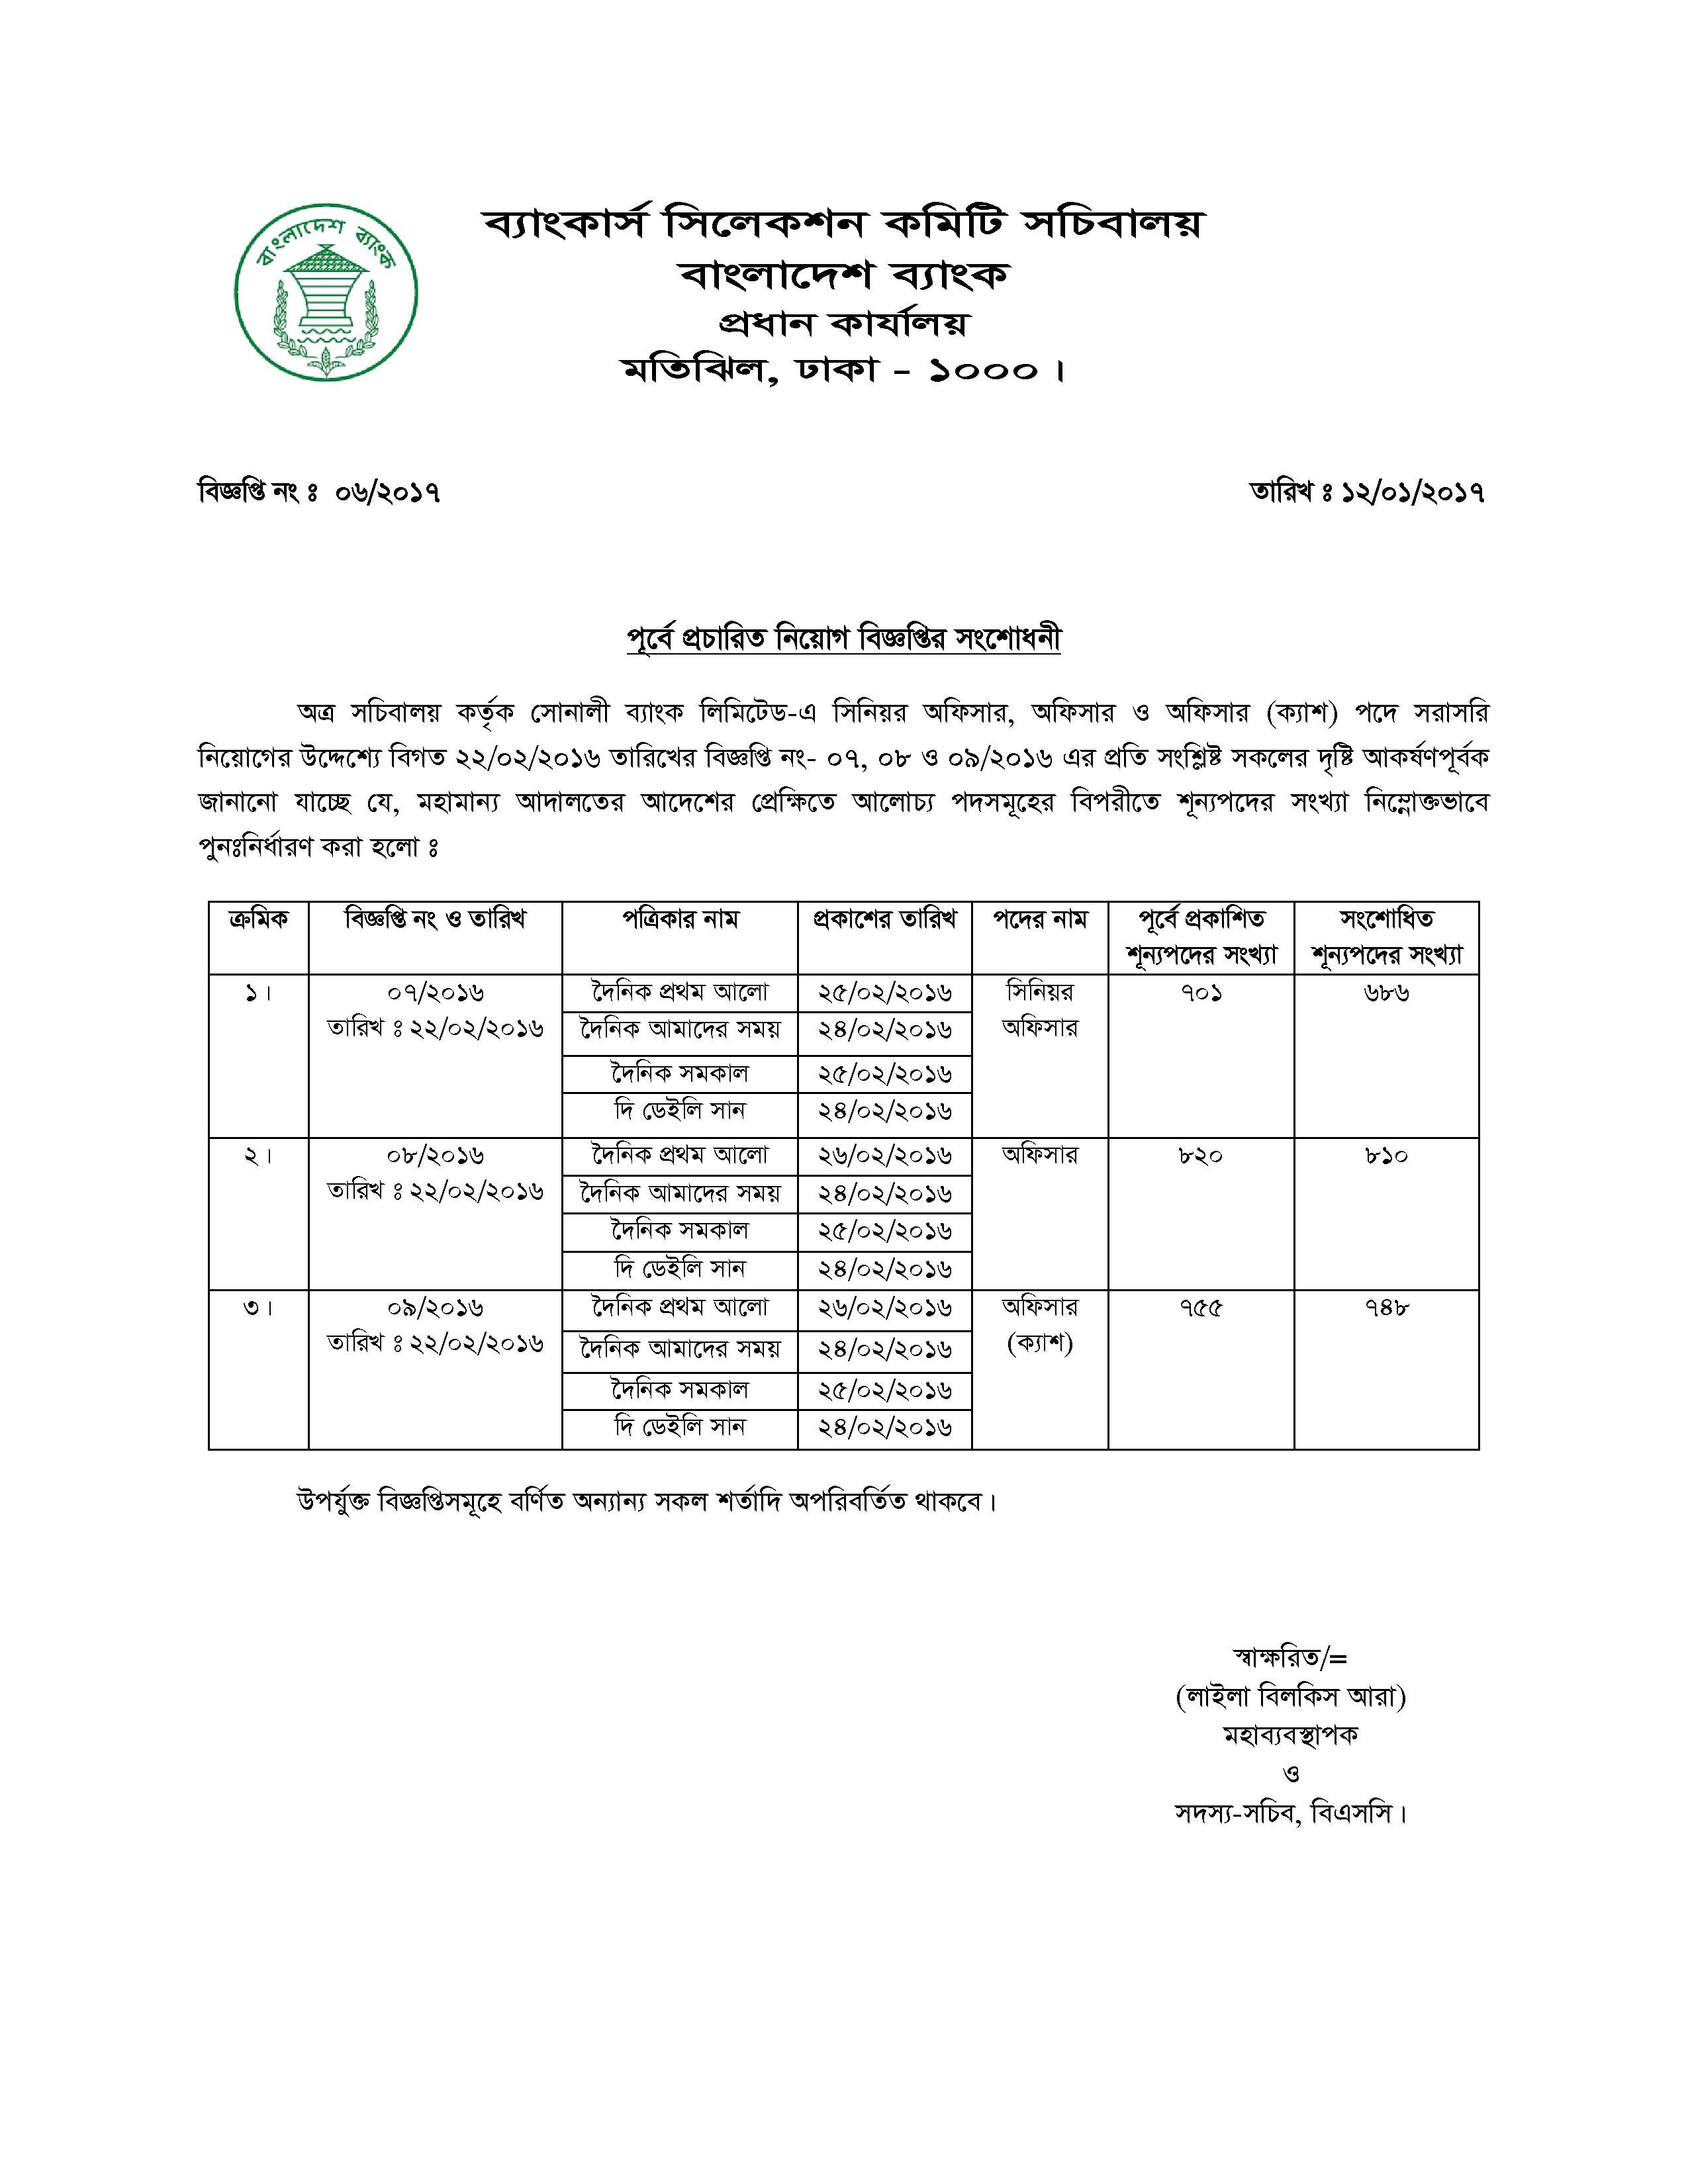 বাংলাদেশ ব্যাংক
ব্যাংকার্স সিলেকশন কমিটি সচিবালয়
বাংলাদেশ ব্যাংক
প্রধান কার্যালয়
মতিঝিল, ঢাকা - ১০০০।
বিজ্ঞপ্তি নং ঃ ০৬/২০১৭ তারিখ ঃ ১২/০১/২০১৭
পূর্বে প্রচারিত নিয়োগ বিজ্ঞপ্তির সংশোধনী
অত্র সচিবালয় কর্তৃক সোনালী ব্যাংক লিমিটেড-এ সিনিয়র অফিসার, অফিসার ও অফিসার (ক্যাশ) পদে সরাসরি
নিয়োগের উদ্দেশ্যে বিগত ২২/০২/২০১৬ তারিখের বিজ্ঞপ্তি নং- ০৭, ০৮ ও ০৯/২০১৬ এর প্রতি সংশ্লিষ্ট সকলের দৃষ্টি আকর্ষণপূর্বক
জানানো যাচ্ছে যে, মহামান্য আদালতের আদেশের প্রেক্ষিতে আলোচ্য পদসমূহের বিপরীতে শূন্যপদের সংখ্যা নিম্নোক্তভাবে
পুনঃনির্ধারণ করা হলো ঃ
ক্রমিক বিজ্ঞপ্তি নং ও তারিখ পত্রিকার নাম প্রকাশের তারিখ পদের নাম পূর্বে প্রকাশিত সংশোধিত
শূন্যপদের সংখ্যা শূন্যপদের সংখ্যা
১। ০৭/২০১৬ দৈনিক প্রথম আলো ২৫/০২/২০১৬ সিনিয়র ৭০১ ৬৮৬
তারিখ ঃ ২২/০২/২০১৬ দৈনিক আমাদের সময় ২৪/০২/২০১৬ অফিসার
দৈনিক সমকাল ২৫/০২/২০১৬
দি ডেইলি সান ২৪/০২/২০১৬
২। ০৮/২০১৬ দৈনিক প্রথম আলো ২৬/০২/২০১৬ অফিসার ৮২০ ৮১০
তারিখ ঃ ২২/০২/২০১৬ দৈনিক আমাদের সময় ২৪/০২/২০১৬
দৈনিক সমকাল ২৫/০২/২০১৬
দি ডেইলি সান ২৪/০২/২০১৬
৩। ০৯/২০১৬ দৈনিক প্রথম আলো ২৬/০২/২০১৬ অফিসার ৭৫৫ ৭৪৮
তারিখ ঃ ২২/০২/২০১৬ দৈনিক আমাদের সময় ২৪/০২/২০১৬ (ক্যাশ)
দৈনিক সমকাল ২৫/০২/২০১৬
দি ডেইলি সান ২৪/০২/২০১৬
উপর্যুক্ত বিজ্ঞপ্তিসমূহে বর্ণিত অন্যান্য সকল শর্তাদি অপরিবর্তিত থাকবে।
স্বাক্ষরিত/=
(লাইলা বিলকিস আরা)
মহাব্যবস্থাপক
ও
সদস্য-সচিব, বিএসসি।